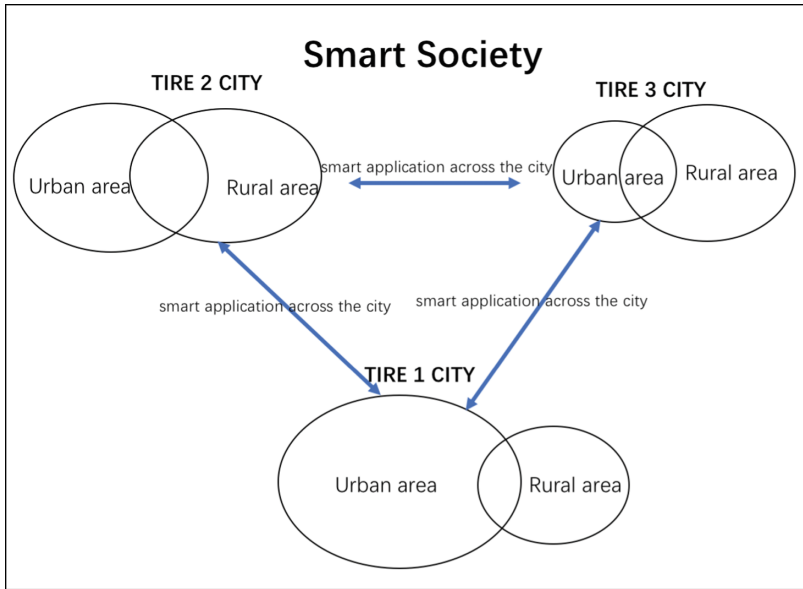 Smart Society
TIRE 2 CITY
TIRE 3 CITY
Urban area
Rural area
smart application across the city
Urban area
Rural area
smart application across the city
smart application across the city
TIRE 1 CITY
Urban area
Rural area